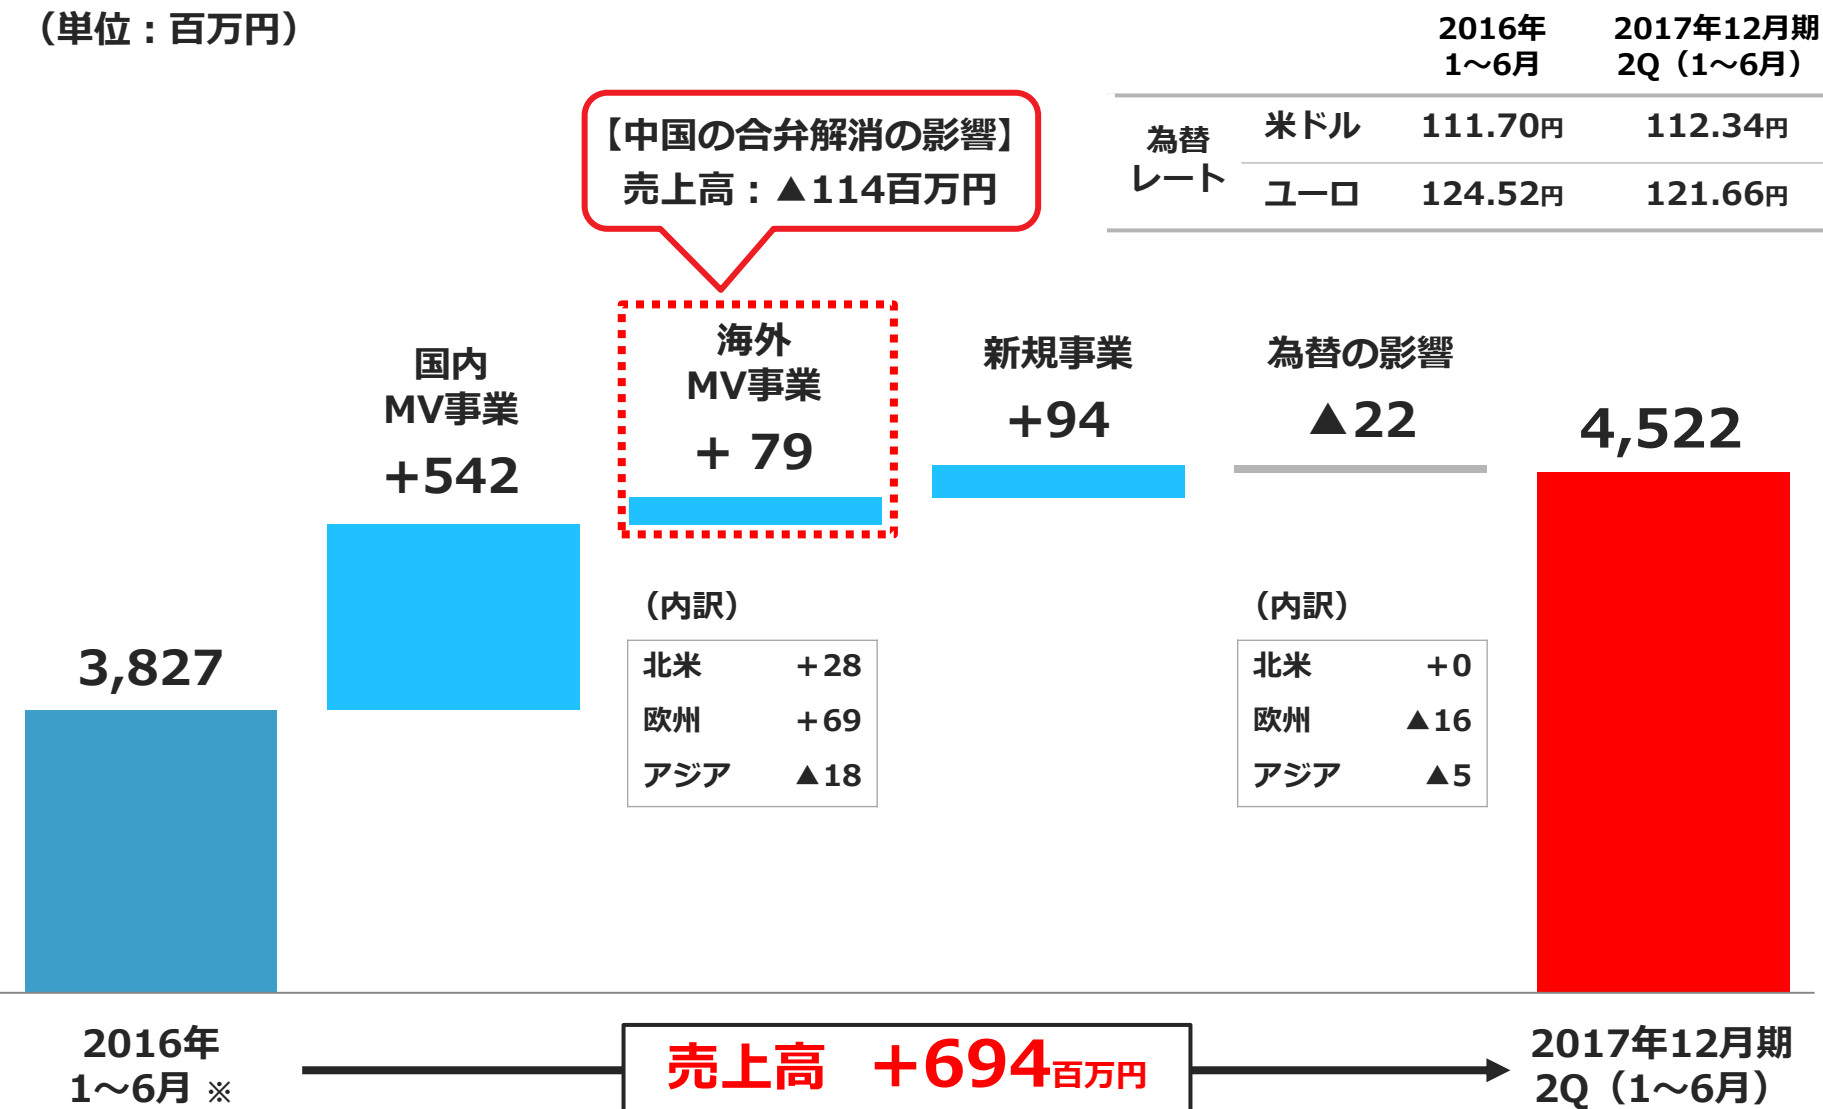 （単位：百万円）
2016年
1～6月
2017年12月期
2Q（1～6月）
為替
レート
米ドル 111.70円 112.34円
ユーロ 124.52円 121.66円
【中国の合弁解消の影響】
売上高：▲114百万円
3,827
国内
MV事業
+542
海外
MV事業
+ 79
新規事業
+94
為替の影響
▲22
4,522
（内訳）
北米 +28
欧州 +69
アジア ▲18
（内訳）
北米 +0
欧州 ▲16
アジア ▲5
2016年
1～6月 ※
売上高 +694百万円
2017年12月期
2Q（1～6月）